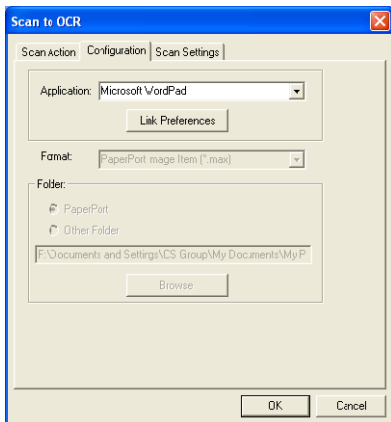 Scan to OCR
Scan Action Configuration Scan Settings
Application: Microsoft WordPad
Link Preferences
Format: PaperPort mage Item (*.max)
Folder:
PaperPort
Other Folder
F:\Documents and Settings\CS Group\My Documents\My P
Browse
OK Cancel